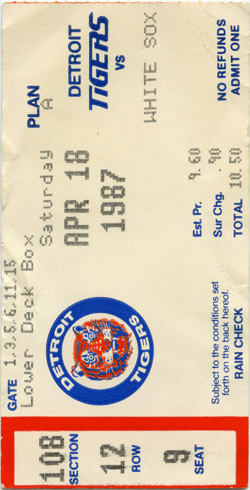 PLAN
A
DETROIT
TIGERS
vs
WHITE SOX
NO REFUNDS
ADMIT ONE
Saturday
APR 18
1987
Est. Pr. 9.60
Sur Chg. .90
TOTAL 10.50
GATE 1,3,5,6,11,15
Lower Deck Box
DETROIT
TIGERS
Subject to the conditions set
forth on the back hereof.
RAIN CHECK
108
SECTION
12
ROW
9
SEAT